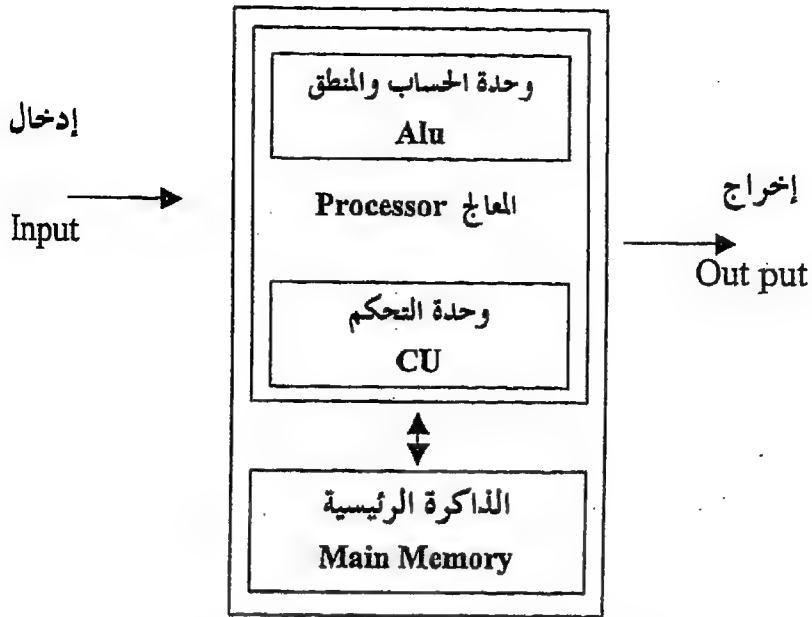 وحدة الحساب والمنطق
Alu
إدخال
Input
المعالج Processor
إخراج
Out put
وحدة التحكم
CU
الذاكرة الرئيسية
Main Memory